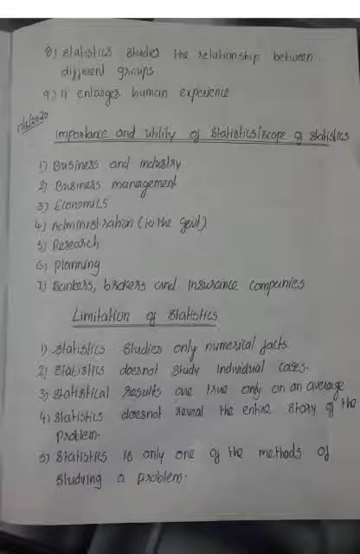 8) Statistics studies the relationship between
different groups
9) It enlarges human experience
Importance and utility of Statistics/scope of statistics
1) Business and industry
2) Business management
3) Economics
4) Administration (to the govt)
5) Research
6) planning
7) Bankers, brokers and Insurance companies
Limitation of Statistics
1) Statistics studies only numerical facts.
2) Statistics doesnot study individual cases.
3) Statistical results are true only on an average
4) Statistics doesnot reveal the entire story of the
problem.
5) Statistics is only one of the methods of
studying a problem.